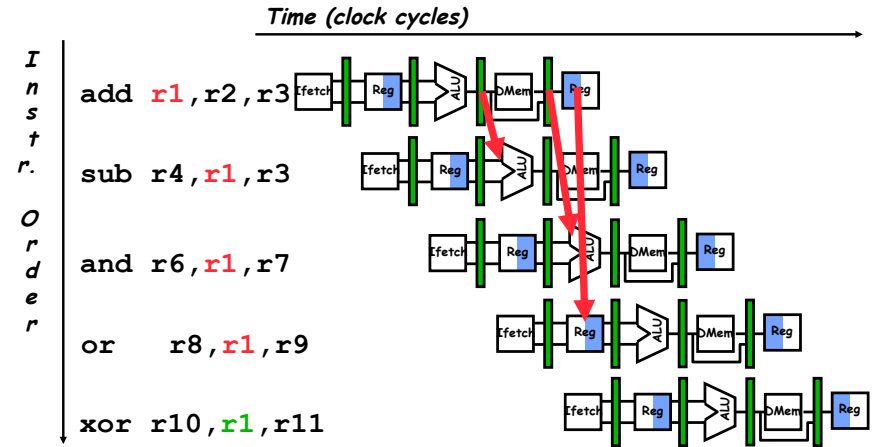 Time (clock cycles)
Instr. Order
add r1,r2,r3 Ifetch Reg ALU DMem Reg
sub r4,r1,r3 Ifetch Reg ALU DMem Reg
and r6,r1,r7 Ifetch Reg ALU DMem Reg
or r8,r1,r9 Ifetch Reg ALU DMem Reg
xor r10,r1,r11 Ifetch Reg ALU DMem Reg